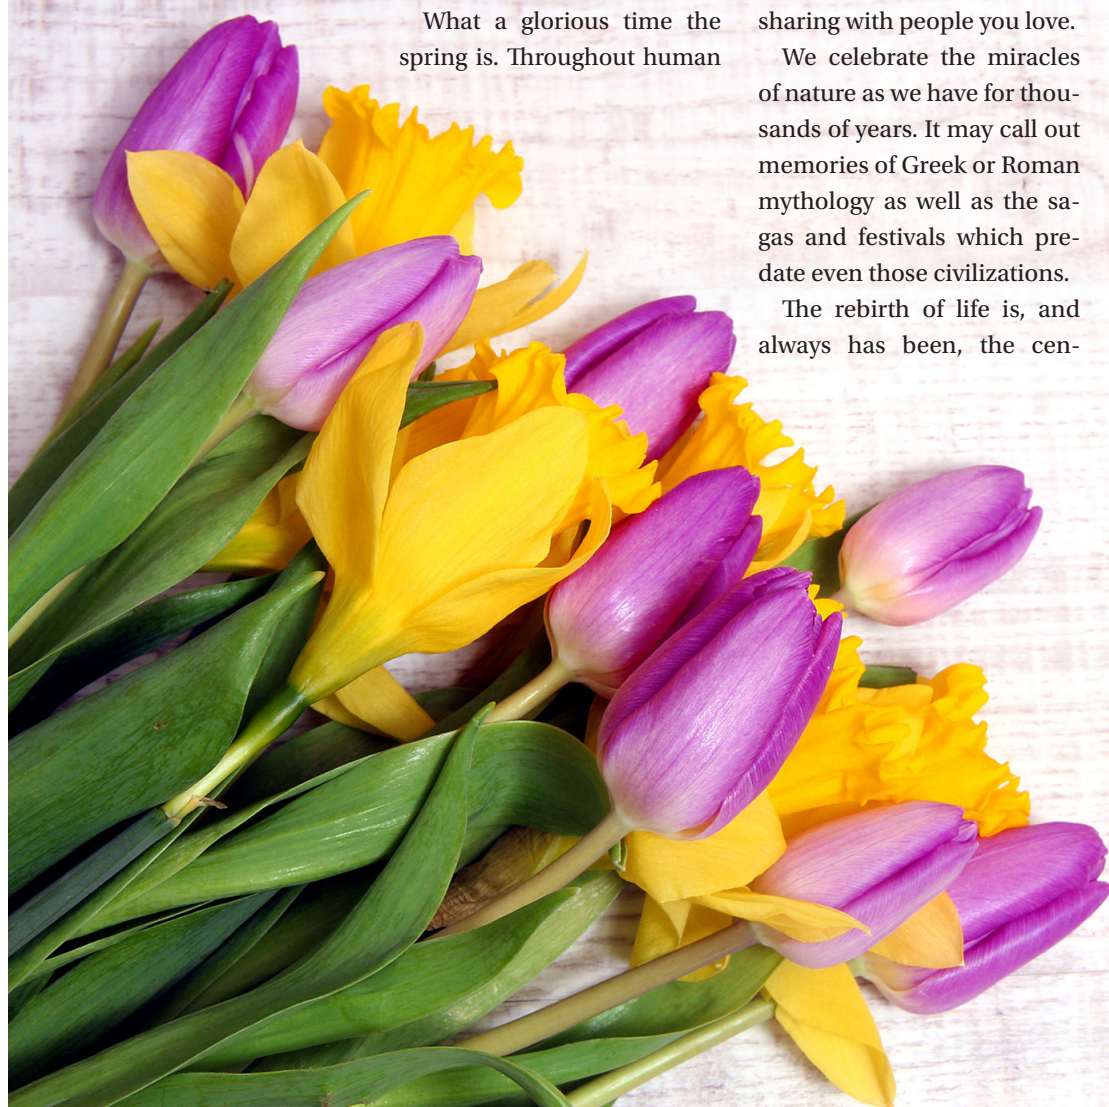 What a glorious time the
spring is. Throughout human
sharing with people you love.
We celebrate the miracles
of nature as we have for thou-
sands of years. It may call out
memories of Greek or Roman
mythology as well as the sa-
gas and festivals which pre-
date even those civilizations.
The rebirth of life is, and
always has been, the cen-